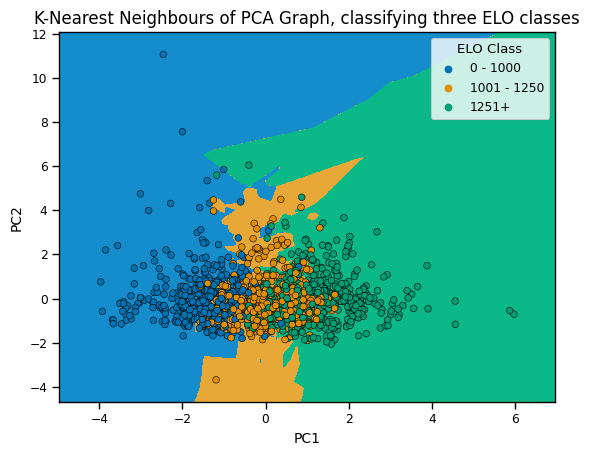 K-Nearest Neighbours of PCA Graph, classifying three ELO classes
ELO Class
0 - 1000
1001 - 1250
1251+
12
10
8
6
4
2
0
−2
−4
PC2
−4
−2
0
2
4
6
PC1